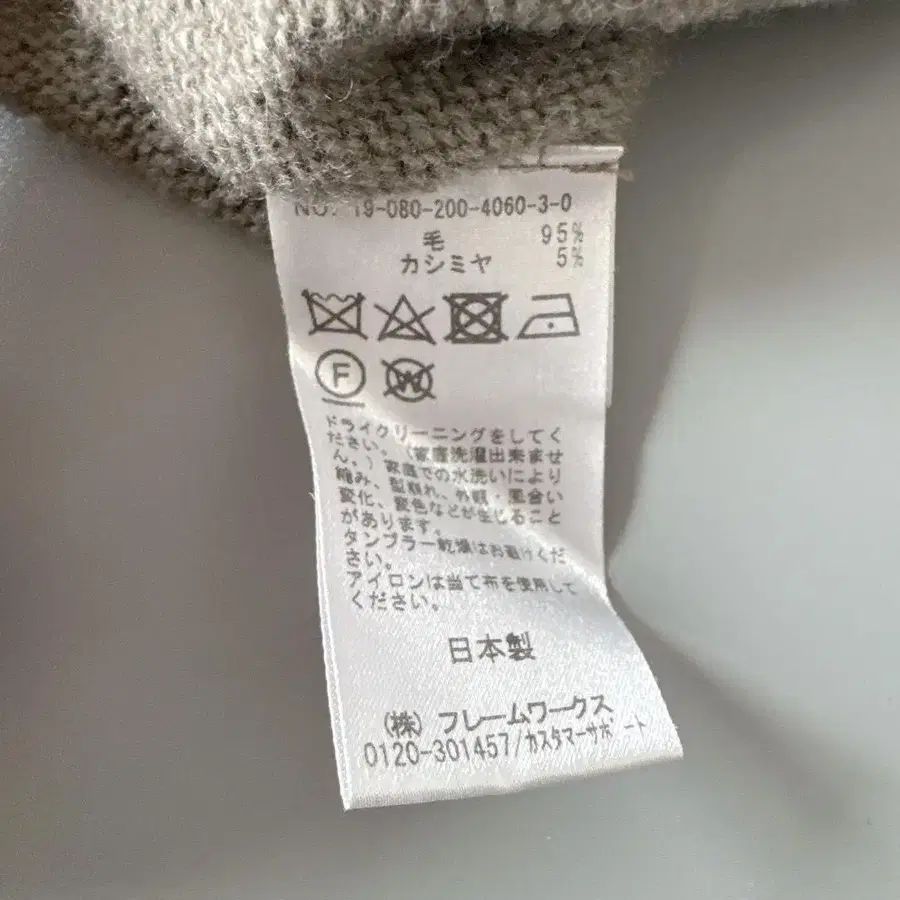 NO. 19-080-200-4060-3-0
毛 95%
カシミヤ 5%
F W
ドライクリーニングをしてく
ださい。(家庭洗濯出来ませ
ん。)家庭での水洗いにより
縮み、型崩れ、外観・風合い
変化、変色などが生じること
があります。
タンブラー乾燥はお避けくだ
さい。
アイロンは当て布を使用して
ください。
日本製
(株) フレームワークス
0120-301457/カスタマーサポート